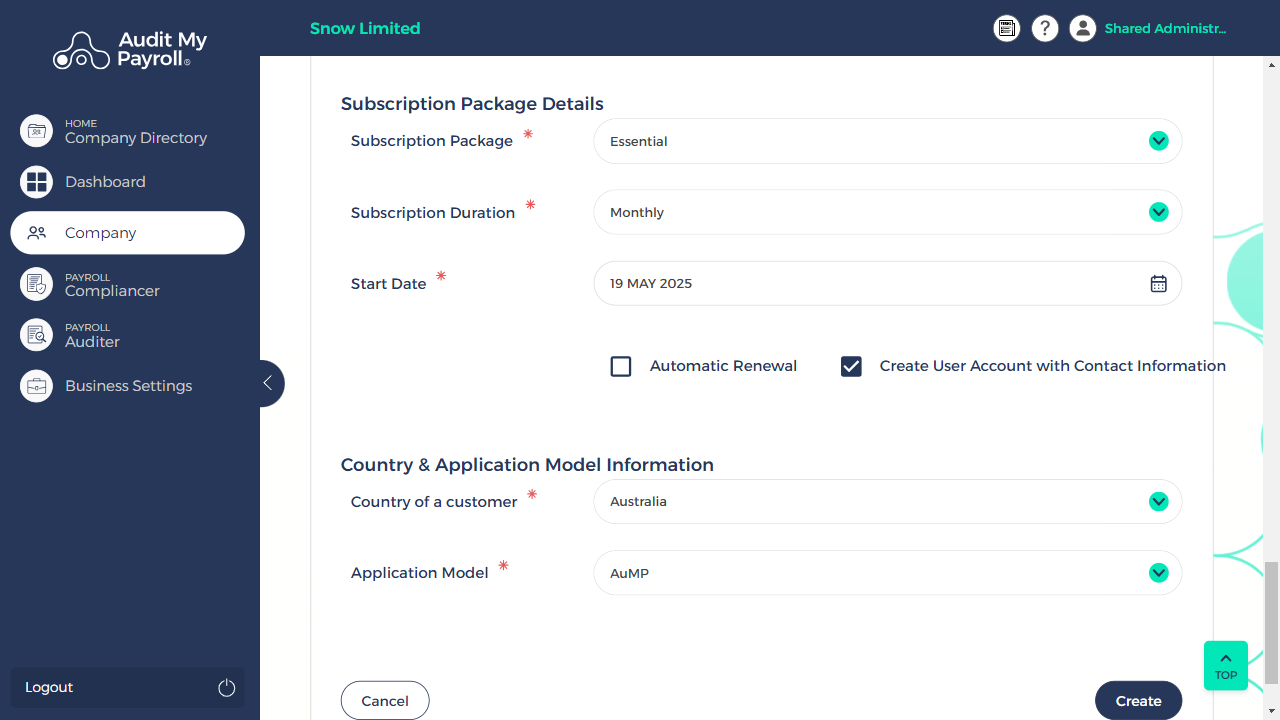 Audit My
Payroll®
HOME
Company Directory
Dashboard
Company
PAYROLL
Compliancer
PAYROLL
Auditer
Business Settings
Logout
Snow Limited
?
Shared Administr...
Subscription Package Details
Subscription Package *
Essential
Subscription Duration *
Monthly
Start Date *
19 MAY 2025
Automatic Renewal
Create User Account with Contact Information
Country & Application Model Information
Country of a customer *
Australia
Application Model *
AuMP
TOP
Cancel
Create